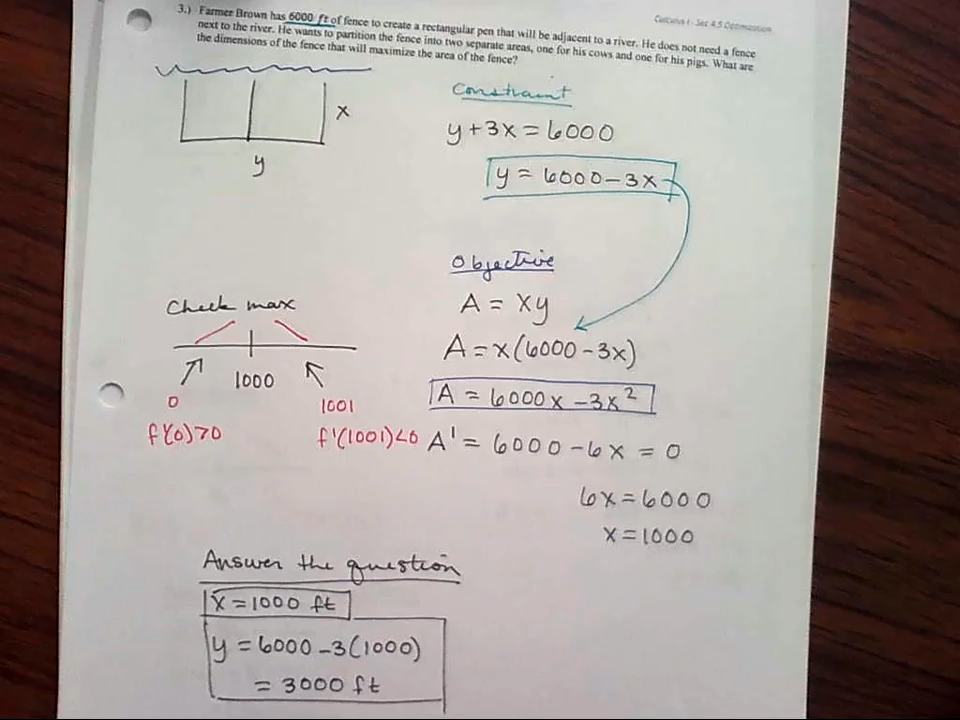 Calculus I - Sec 4.5 Optimization
3.) Farmer Brown has 6000 ft of fence to create a rectangular pen that will be adjacent to a river. He does not need a fence
next to the river. He wants to partition the fence into two separate areas, one for his cows and one for his pigs. What are
the dimensions of the fence that will maximize the area of the fence?
x
y
Constraint
y + 3x = 6000
y = 6000 - 3x
Objective
A = xy
A = x(6000 - 3x)
A = 6000x - 3x²
A' = 6000 - 6x = 0
6x = 6000
x = 1000
Check max
1000
0
1001
f'(0)>0
f'(1001)<0
Answer the question
x = 1000 ft
y = 6000 - 3(1000)
= 3000 ft